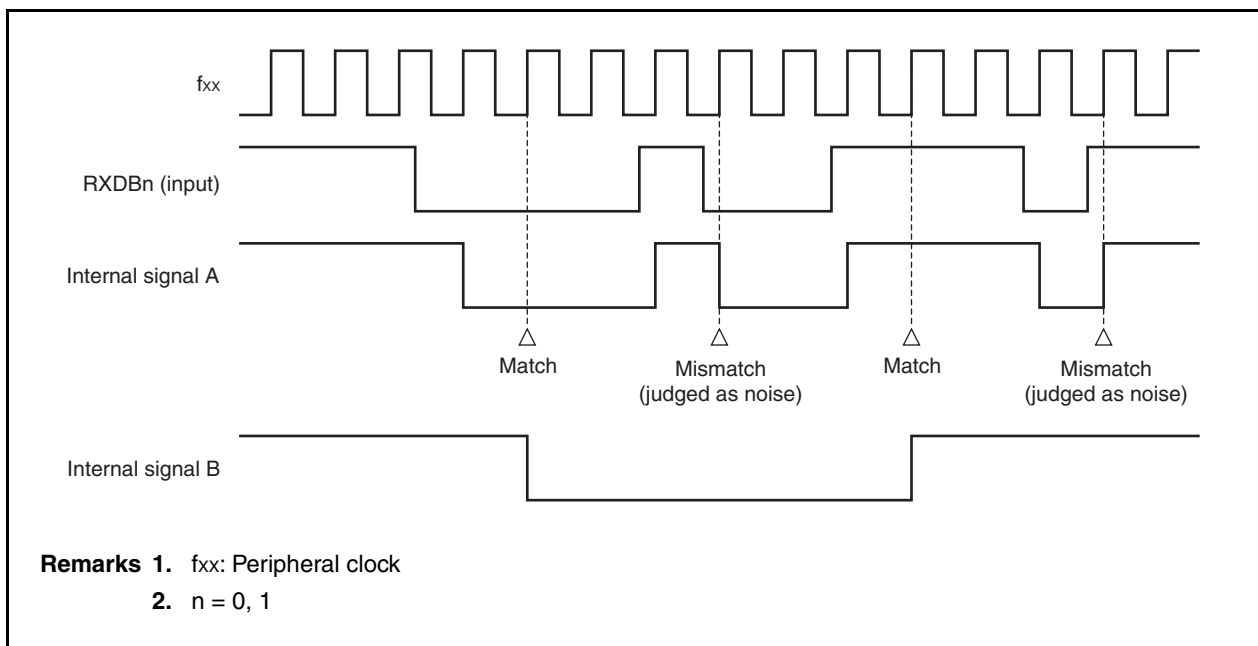 fxx
RXDBn (input)
Internal signal A
Match
Mismatch
(judged as noise)
Match
Mismatch
(judged as noise)
Internal signal B
Remarks 1. fxx: Peripheral clock
2. n = 0, 1